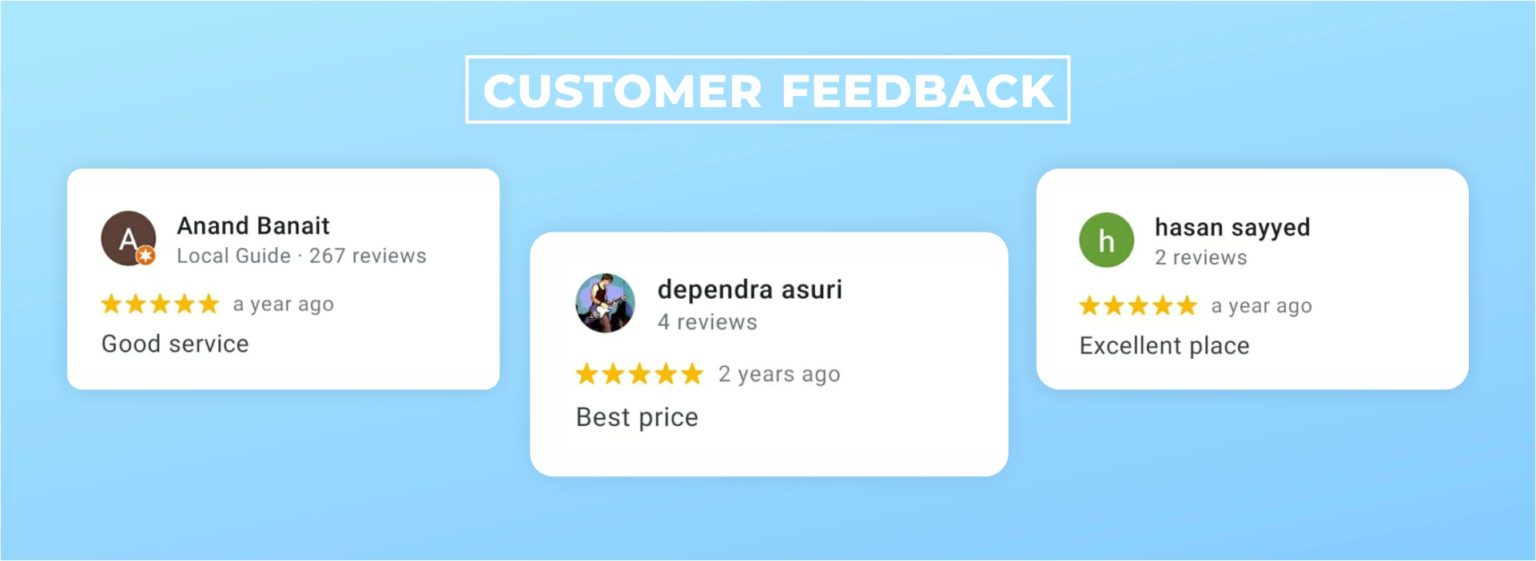 CUSTOMER FEEDBACK
A
Anand Banait
Local Guide · 267 reviews
a year ago
Good service
dependra asuri
4 reviews
2 years ago
Best price
h
hasan sayyed
2 reviews
a year ago
Excellent place